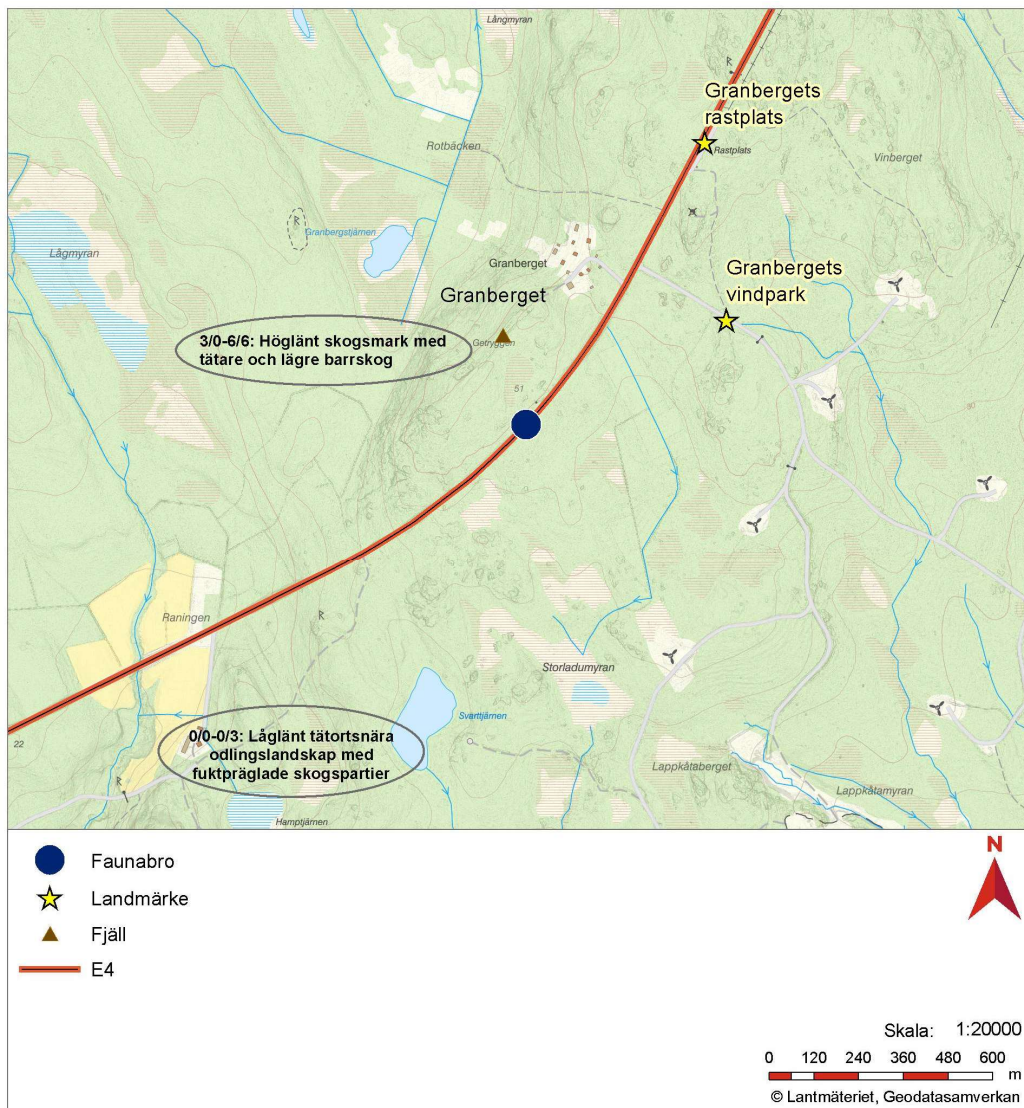 Långmyran
Granbergets
rastplats
Rastplats
Rotbäcken
Vinberget
Granbergstjärnen
Lågmyran
Granberget
Granbergets
vindpark
Granberget
3/0-6/6: Höglänt skogsmark med
tätare och lägre barrskog
Getryggen
51
80
Raningen
Storladumyran
Svarttjärnen
22
0/0-0/3: Låglänt tätortsnära
odlingslandskap med
fuktpräglade skogspartier
Lappkåtaberget
Lappkåtamyran
Hamptjärnen
Faunabro
N
Landmärke
Fjäll
E4
Skala: 1:20000
0 120 240 360 480 600
m
© Lantmäteriet, Geodatasamverkan